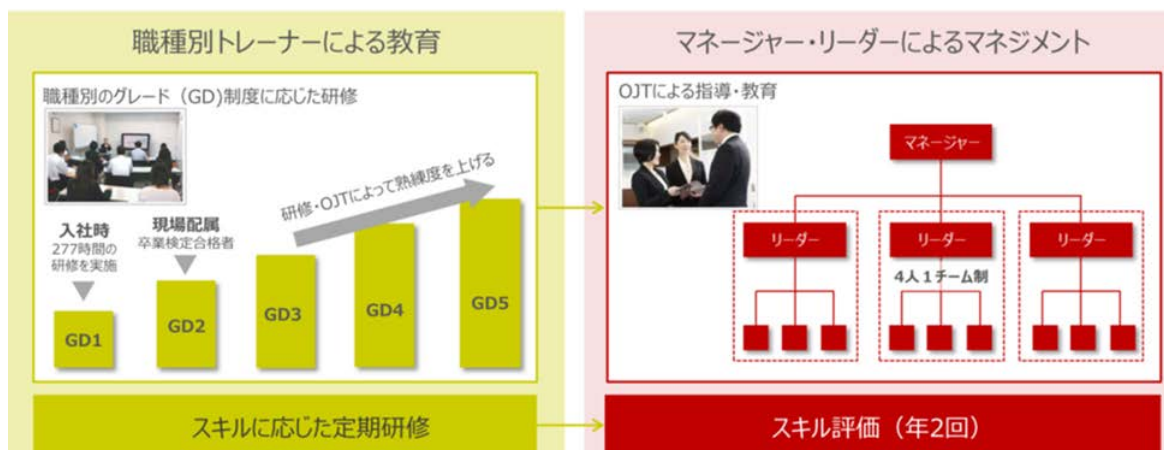 職種別トレーナーによる教育
職種別のグレード（GD)制度に応じた研修
研修・OJTによって熟練度を上げる
入社時
277時間の
研修を実施
現場配属
卒業検定合格者
GD1
GD2
GD3
GD4
GD5
スキルに応じた定期研修
マネージャー・リーダーによるマネジメント
OJTによる指導・教育
マネージャー
リーダー
リーダー
リーダー
4人１チーム制
スキル評価（年2回）